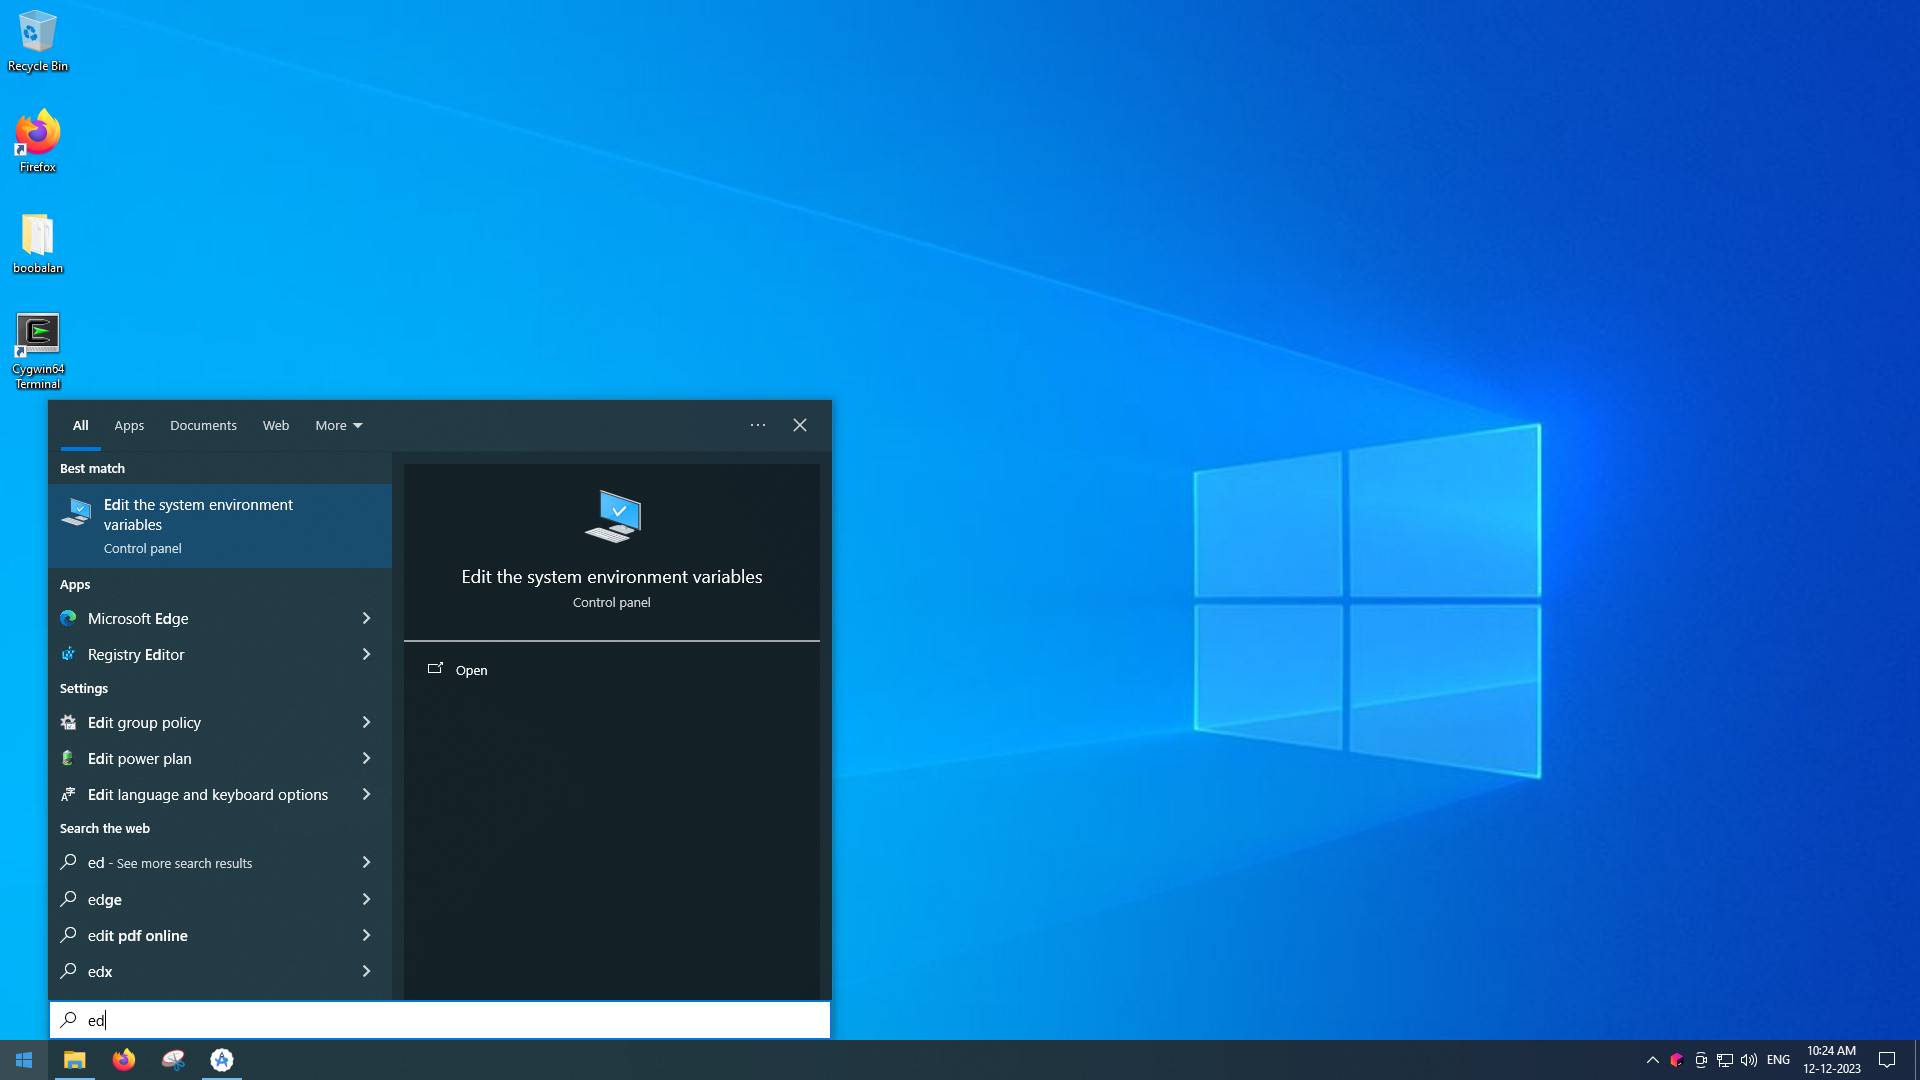 Recycle Bin
Firefox
boobalan
Cygwin64
Terminal
All
Apps
Documents
Web
More
Best match
Edit the system environment
variables
Control panel
Apps
Microsoft Edge
Registry Editor
Settings
Edit group policy
Edit power plan
Edit language and keyboard options
Search the web
ed - See more search results
edge
edit pdf online
edx
Edit the system environment variables
Control panel
Open
ed
ENG
10:24 AM
12-12-2023